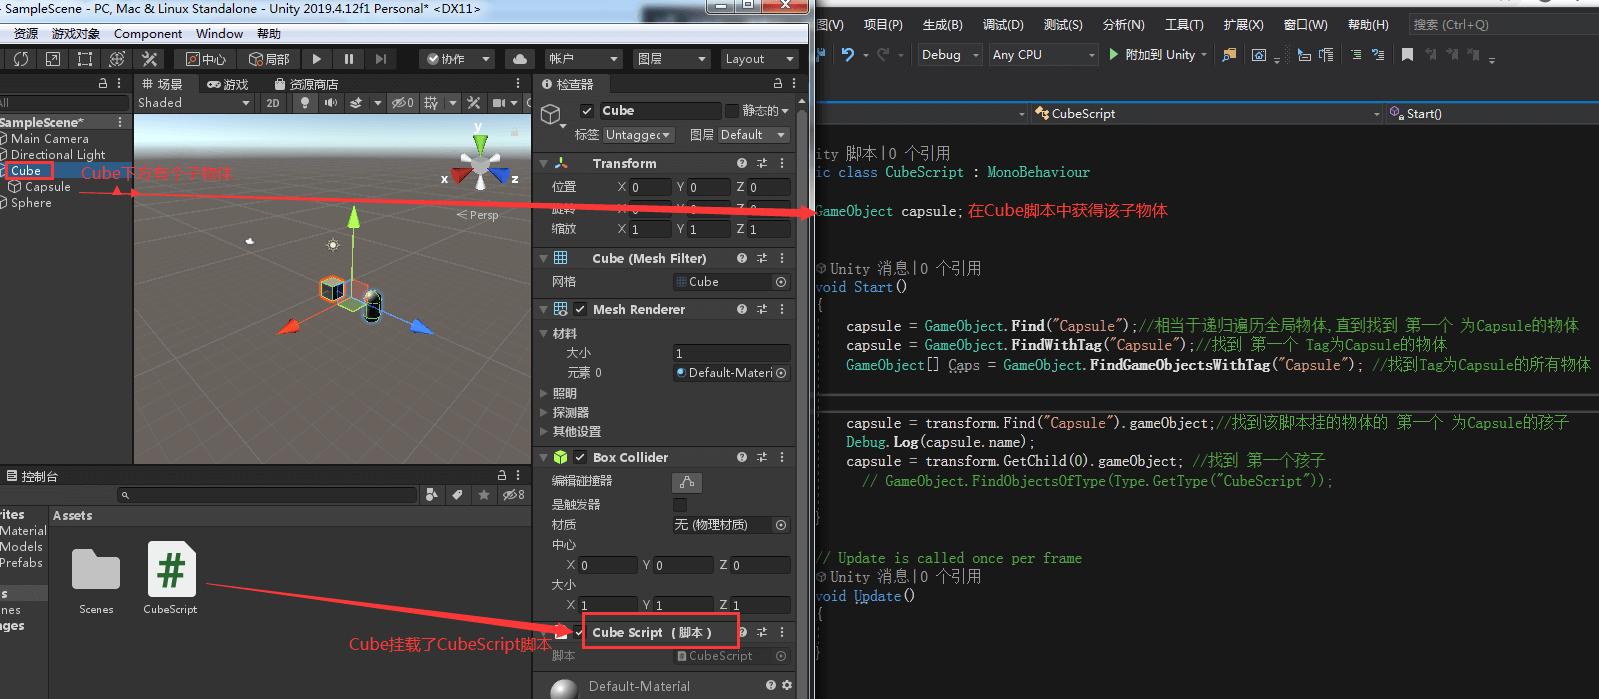 SampleScene - PC, Mac & Linux Standalone - Unity 2019.4.12f1 Personal* <DX11>
资源 游戏对象 Component Window 帮助
中心 局部 协作 帐户 图层 Layout
场景 游戏 资源商店
All
Shaded 2D 0
SampleScene*
Main Camera
Directional Light
Cube
Capsule
Sphere
Cube下方有个子物体
y
x
z
Persp
检查器
Cube 静态的
标签 Untagged 图层 Default
Transform
位置 X 0 Y 0 Z 0
旋转 X 0 Y 0 Z 0
缩放 X 1 Y 1 Z 1
Cube (Mesh Filter)
网格 Cube
Mesh Renderer
材料
大小 1
元素 0 Default-Materi
照明
探测器
其他设置
Box Collider
编辑碰撞器
是触发器
材质 无 (物理材质)
中心
X 0 Y 0 Z 0
大小
X 1 Y 1 Z 1
Cube Script （脚本）
脚本 CubeScript
Default-Material
控制台
8
rites
Material
Models
Prefabs
s
nes
ages
Assets
Scenes
CubeScript
Cube挂载了CubeScript脚本
图(V) 项目(P) 生成(B) 调试(D) 测试(S) 分析(N) 工具(T) 扩展(X) 窗口(W) 帮助(H) 搜索 (Ctrl+Q)
Debug Any CPU 附加到 Unity
CubeScript Start()
ity 脚本|0 个引用
ic class CubeScript : MonoBehaviour
GameObject capsule; 在Cube脚本中获得该子物体
Unity 消息|0 个引用
void Start()
{
capsule = GameObject.Find("Capsule");//相当于递归遍历全局物体,直到找到 第一个 为Capsule的物体
capsule = GameObject.FindWithTag("Capsule");//找到 第一个 Tag为Capsule的物体
GameObject[] Caps = GameObject.FindGameObjectsWithTag("Capsule"); //找到Tag为Capsule的所有物体
capsule = transform.Find("Capsule").gameObject;//找到该脚本挂的物体的 第一个 为Capsule的孩子
Debug.Log(capsule.name);
capsule = transform.GetChild(0).gameObject; //找到 第一个孩子
// GameObject.FindObjectsOfType(Type.GetType("CubeScript"));
}
// Update is called once per frame
Unity 消息|0 个引用
void Update()
{
}